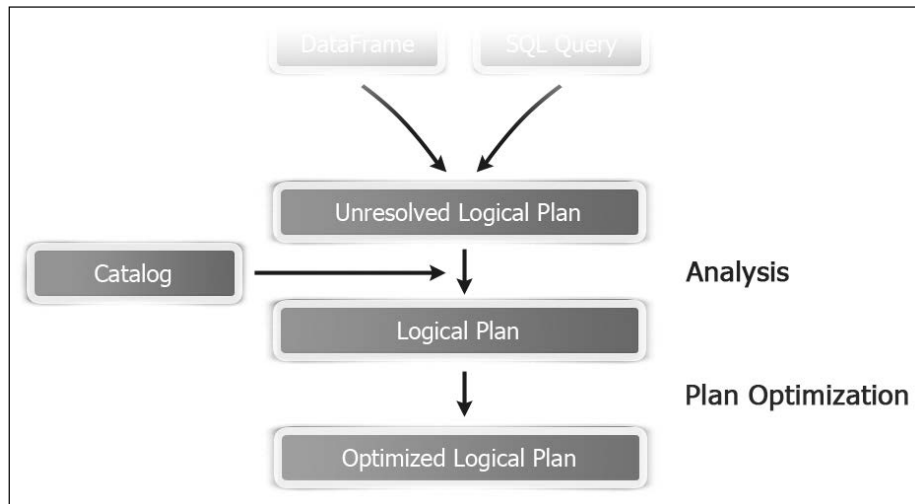 DataFrame
SQL Query
Unresolved Logical Plan
Catalog
Analysis
Logical Plan
Plan Optimization
Optimized Logical Plan